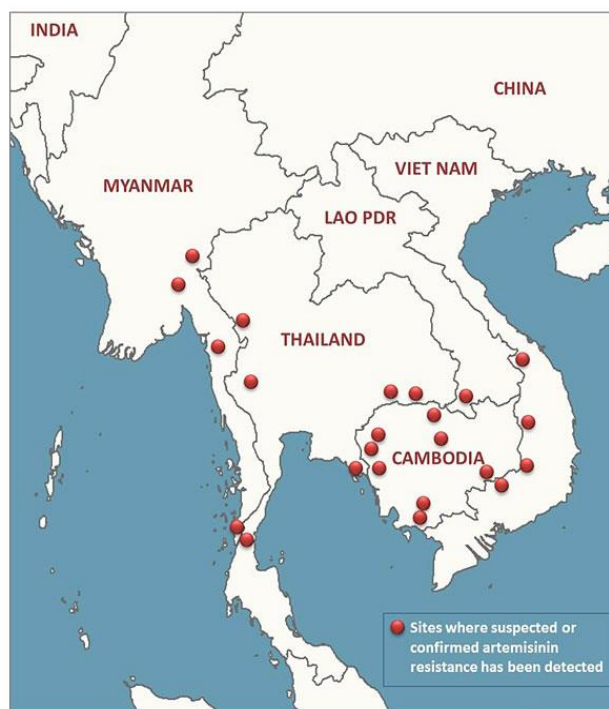 INDIA
CHINA
VIET NAM
MYANMAR
LAO PDR
THAILAND
CAMBODIA
Sites where suspected or
confirmed artemisinin
resistance has been detected